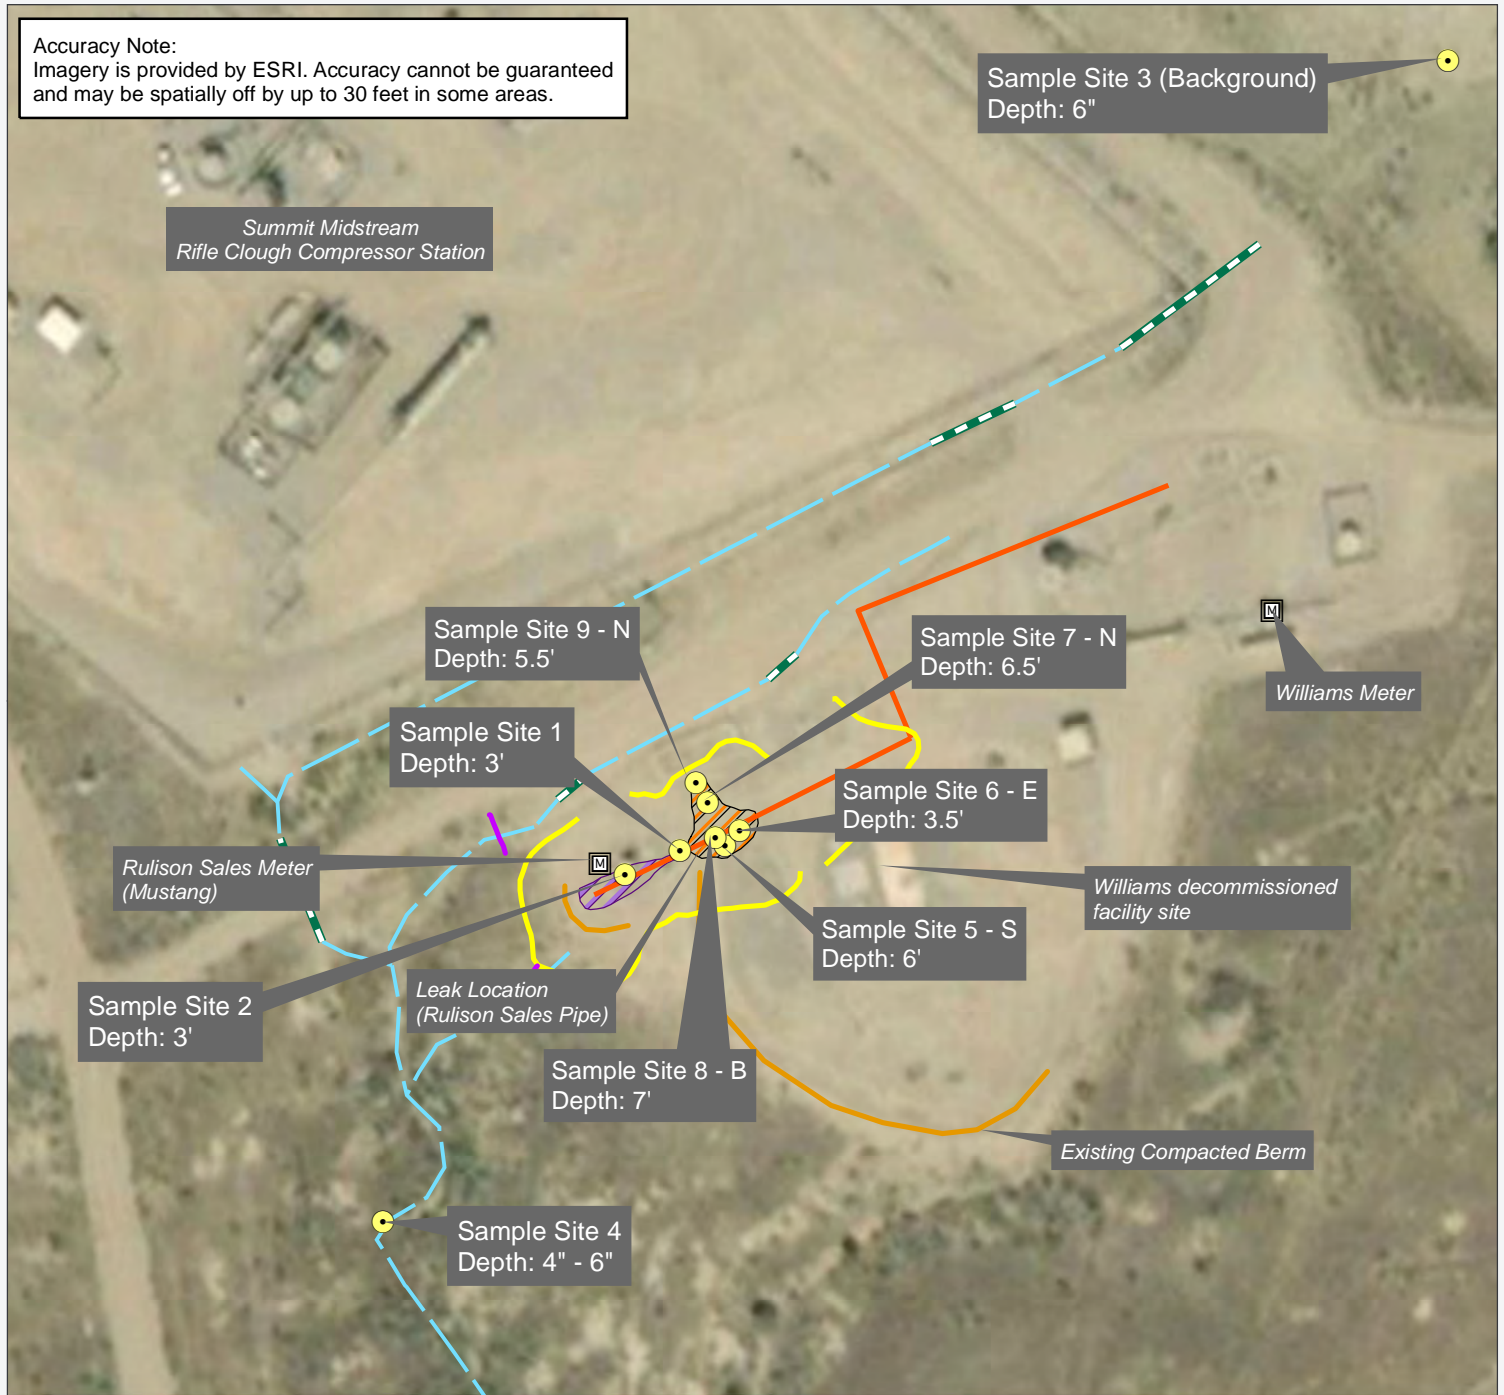 Accuracy Note:
Imagery is provided by ESRI. Accuracy cannot be guaranteed
and may be spatially off by up to 30 feet in some areas.
Sample Site 3 (Background)
Depth: 6"
Summit Midstream
Rifle Clough Compressor Station
Sample Site 9 - N
Depth: 5.5'
Sample Site 7 - N
Depth: 6.5'
M
Williams Meter
Sample Site 1
Depth: 3'
Sample Site 6 - E
Depth: 3.5'
Rulison Sales Meter
(Mustang)
M
Williams decommissioned
facility site
Sample Site 5 - S
Depth: 6'
Sample Site 2
Depth: 3'
Leak Location
(Rulison Sales Pipe)
Sample Site 8 - B
Depth: 7'
Existing Compacted Berm
Sample Site 4
Depth: 4" - 6"